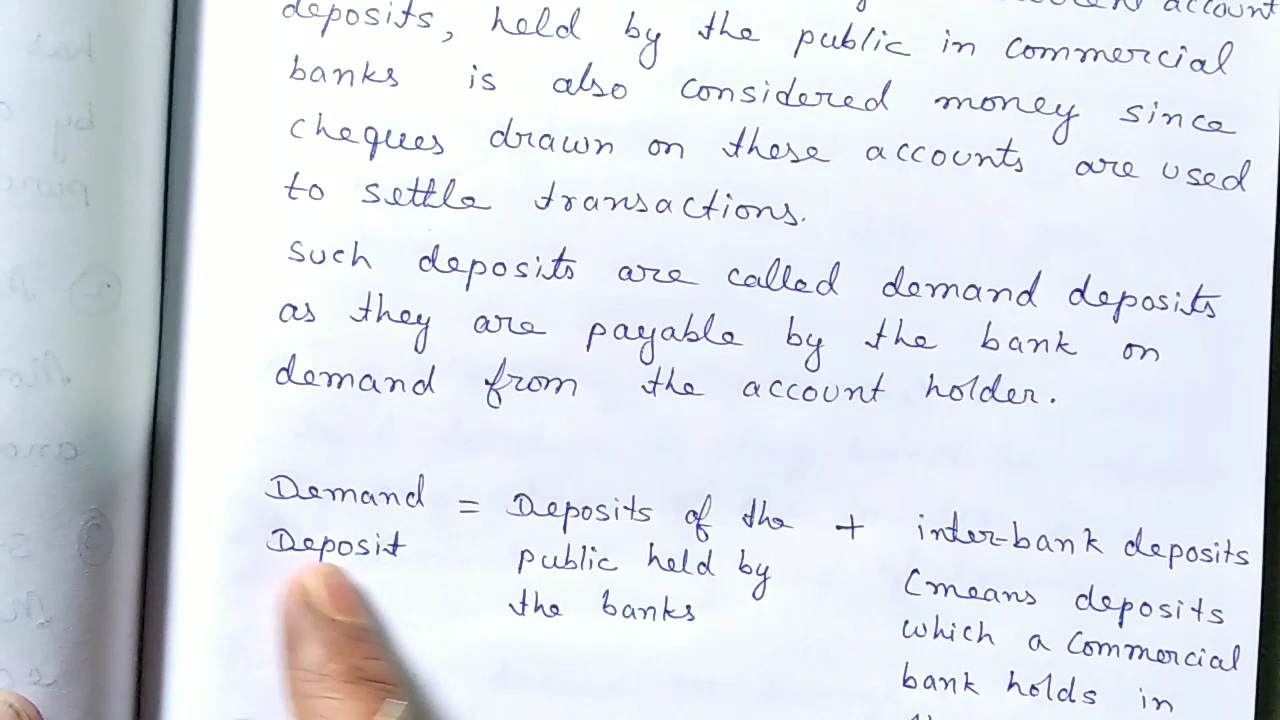 account
deposits, held by the public in commercial
banks is also considered money since
cheques drawn on these accounts are used
to settle transactions.
Such deposits are called demand deposits
as they are payable by the bank on
demand from the account holder.
Demand Deposit = Deposits of the public held by the banks + inter-bank deposits
(means deposits
which a commercial
bank holds in